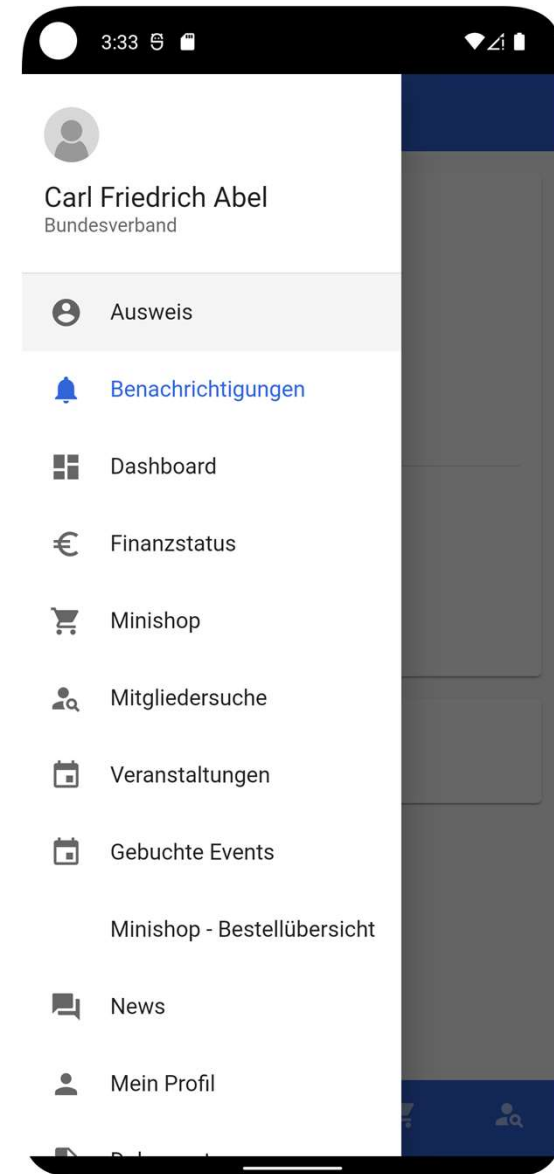 3:33
Carl Friedrich Abel
Bundesverband
Ausweis
Benachrichtigungen
Dashboard
Finanzstatus
Minishop
Mitgliedersuche
Veranstaltungen
Gebuchte Events
Minishop - Bestellübersicht
News
Mein Profil